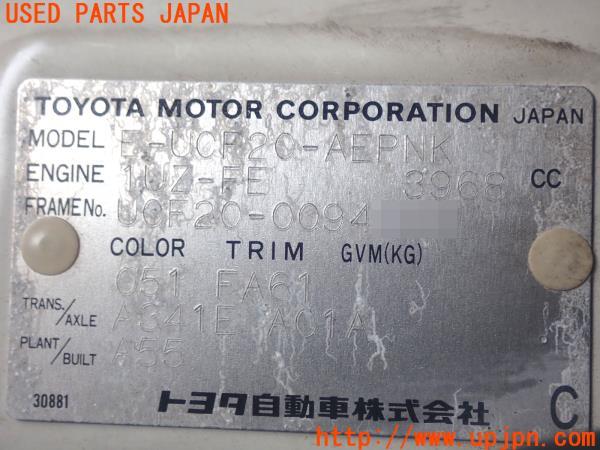 USED PARTS JAPAN
TOYOTA MOTOR CORPORATION JAPAN
MODEL E-UCF20-AEPNK
ENGINE 1UZ-FE 3968 CC
FRAME No. UCF20-0094
COLOR TRIM GVM(KG)
051 FA61
TRANS./AXLE A341E A01A
PLANT/BUILT A55
30881 トヨタ自動車株式会社 C
http://www.upjpn.com